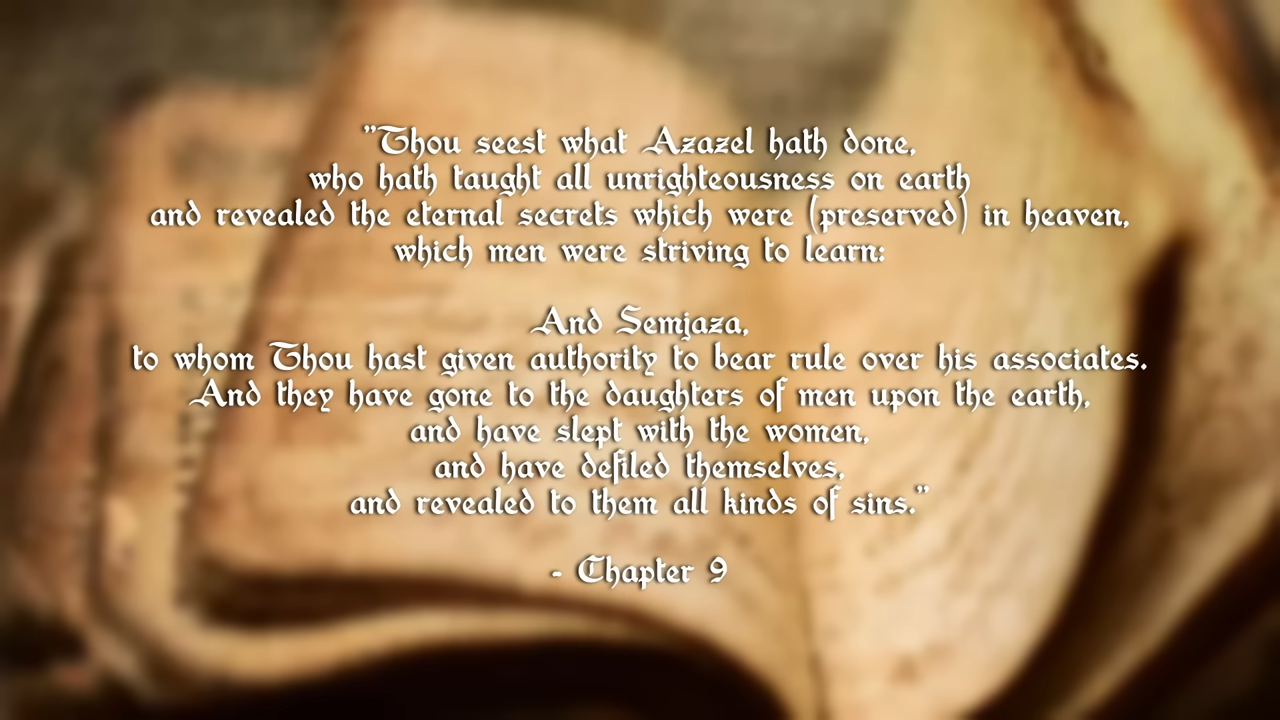 "Thou seest what Azazel hath done,
who hath taught all unrighteousness on earth
and revealed the eternal secrets which were (preserved) in heaven,
which men were striving to learn:
And Semjaza,
to whom Thou hast given authority to bear rule over his associates.
And they have gone to the daughters of men upon the earth,
and have slept with the women,
and have defiled themselves,
and revealed to them all kinds of sins."
- Chapter 9